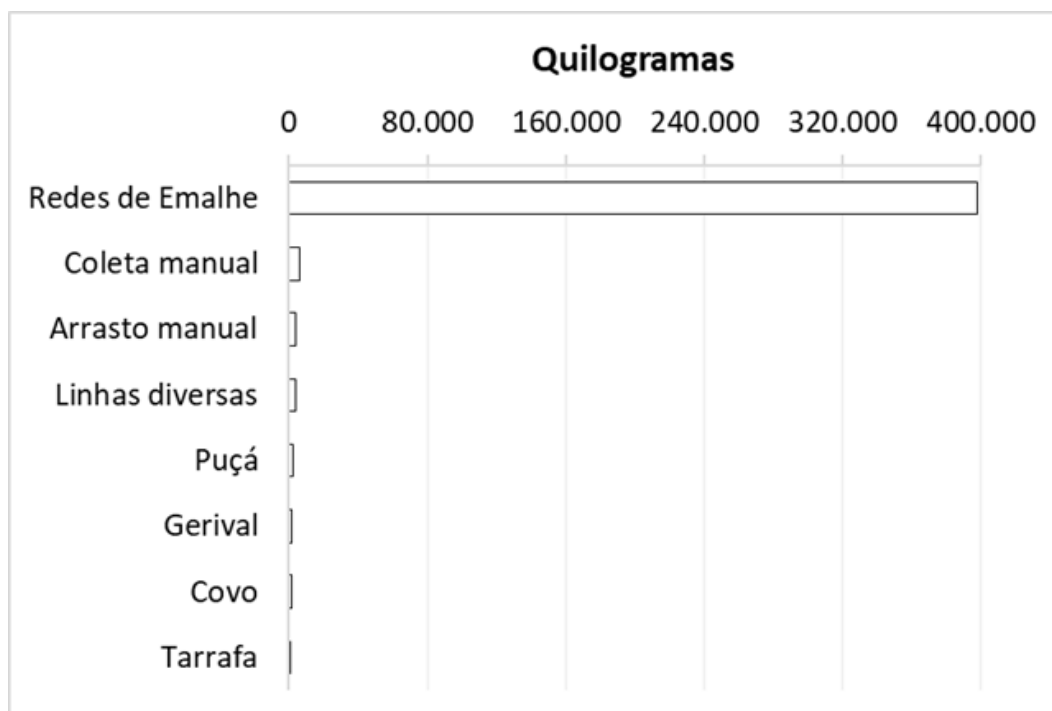 Quilogramas
0 80.000 160.000 240.000 320.000 400.000
Redes de Emalhe
Coleta manual
Arrasto manual
Linhas diversas
Puçá
Gerival
Covo
Tarrafa